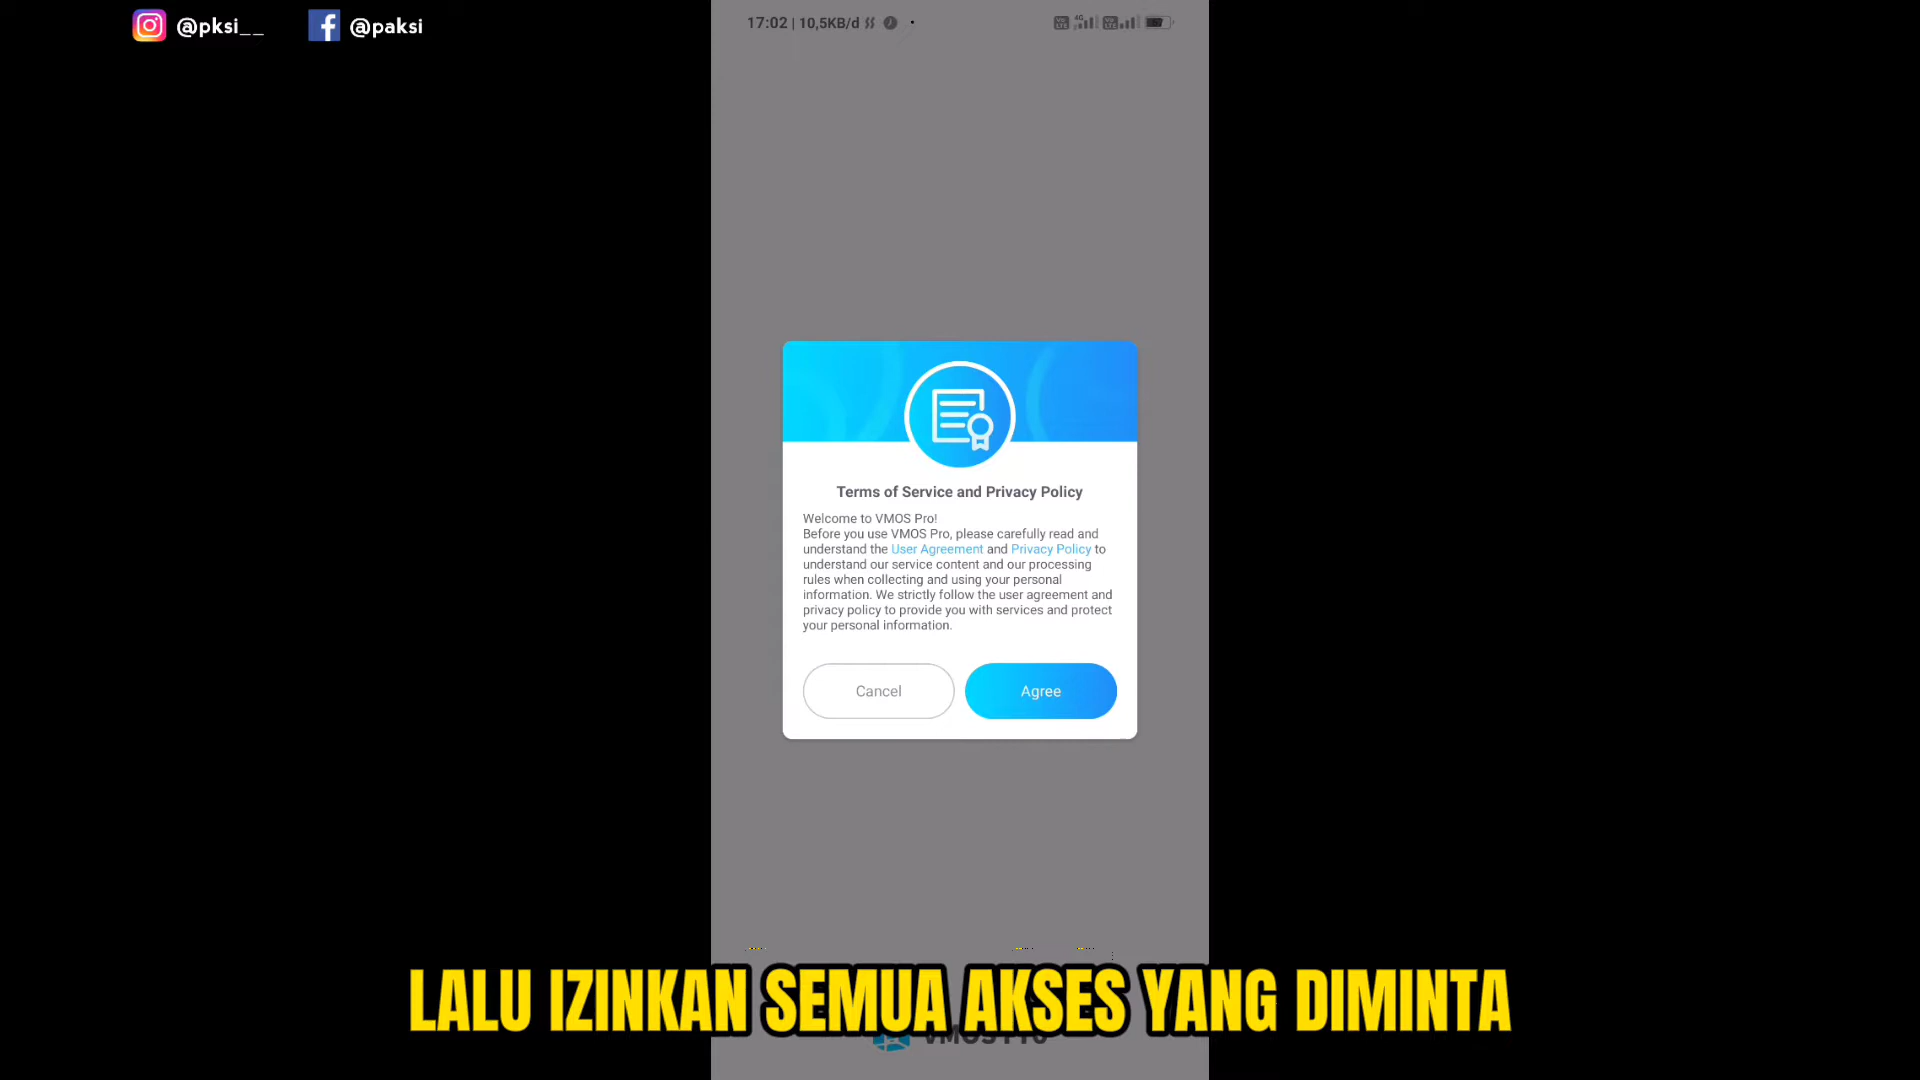 @pksi__
@paksi
17:02 | 10,5KB/d
Terms of Service and Privacy Policy
Welcome to VMOS Pro!
Before you use VMOS Pro, please carefully read and
understand the User Agreement and Privacy Policy to
understand our service content and our processing
rules when collecting and using your personal
information. We strictly follow the user agreement and
privacy policy to provide you with services and protect
your personal information.
Cancel
Agree
LALU IZINKAN SEMUA AKSES YANG DIMINTA
VMOS Pro